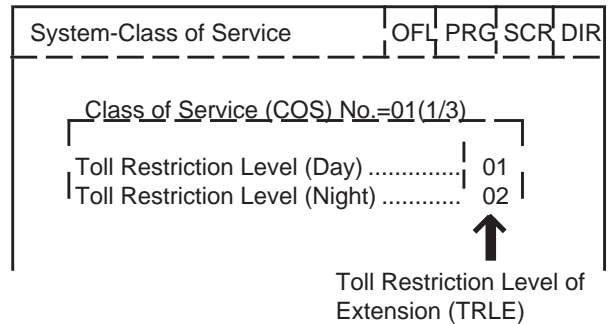 System-Class of Service OFL PRG SCR DIR
Class of Service (COS) No.=01(1/3)
Toll Restriction Level (Day) .............. 01
Toll Restriction Level (Night) ............ 02
Toll Restriction Level of
Extension (TRLE)